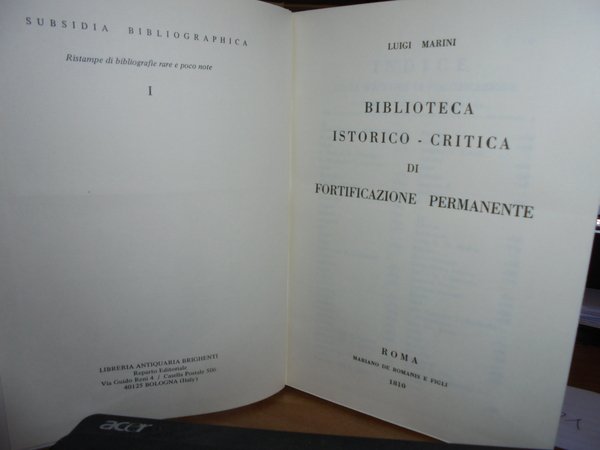 SUBSIDIA BIBLIOGRAPHICA
Ristampe di bibliografie rare e poco note
I
LIBRERIA ANTIQUARIA BRIGHENTI
Reparto Editoriale
Via Guido Reni 4 / Casella Postale 506
40125 BOLOGNA (Italy)
LUIGI MARINI
BIBLIOTECA
ISTORICO - CRITICA
DI
FORTIFICAZIONE PERMANENTE
ROMA
MARIANO DE ROMANIS E FIGLI
1810
acer